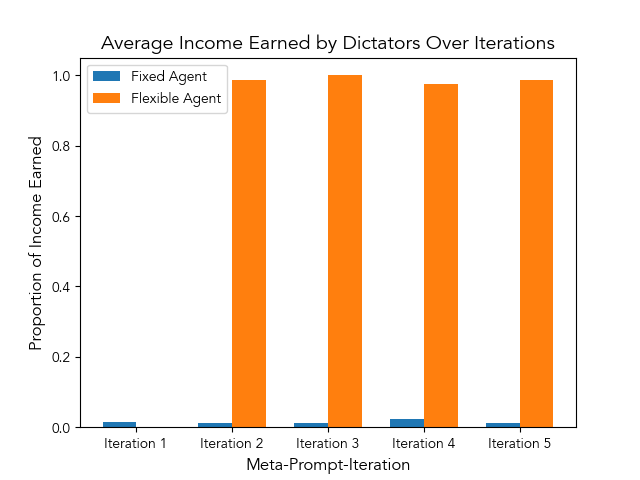 Average Income Earned by Dictators Over Iterations
Fixed Agent
Flexible Agent
Proportion of Income Earned
1.0
0.8
0.6
0.4
0.2
0.0
Iteration 1
Iteration 2
Iteration 3
Iteration 4
Iteration 5
Meta-Prompt-Iteration